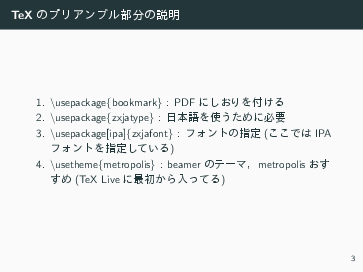 TeX のプリアンブル部分の説明
1. \usepackage{bookmark} : PDF にしおりを付ける
2. \usepackage{zxjatype} : 日本語を使うために必要
3. \usepackage[ipa]{zxjafont} : フォントの指定 (ここでは IPA
フォントを指定している)
4. \usetheme{metropolis} : beamer のテーマ，metropolis おす
すめ (TeX Live に最初から入ってる)
3